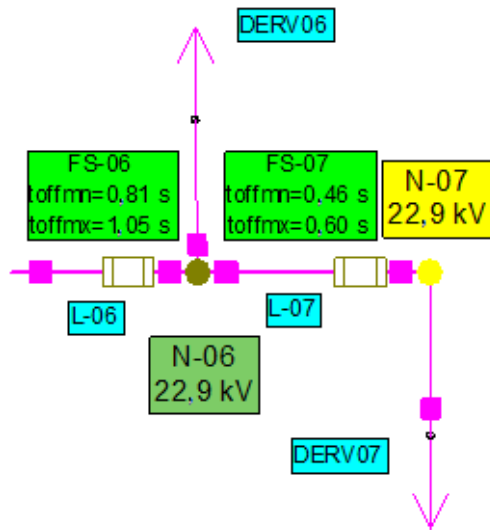 DERV06
FS-06
toffmn=0,81 s
toffmx=1,05 s
FS-07
toffmn=0,46 s
toffmx=0,60 s
N-07
22,9 kV
L-06
L-07
N-06
22,9 kV
DERV07